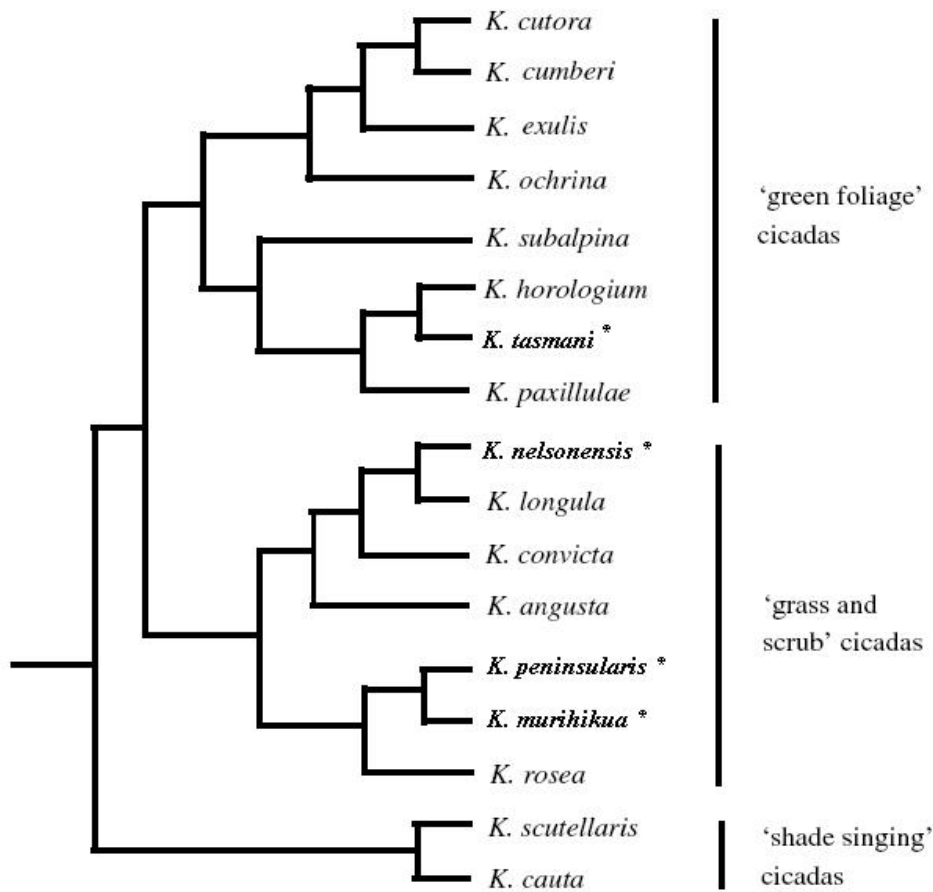 K. cutora
K. cumberi
K. exulis
K. ochrina
K. subalpina
K. horologium
K. tasmani *
K. paxillulae
‘green foliage’
cicadas
K. nelsonensis *
K. longula
K. convicta
K. angusta
K. peninsularis *
K. murihikua *
K. rosea
‘grass and
scrub’ cicadas
K. scutellaris
K. cauta
‘shade singing’
cicadas